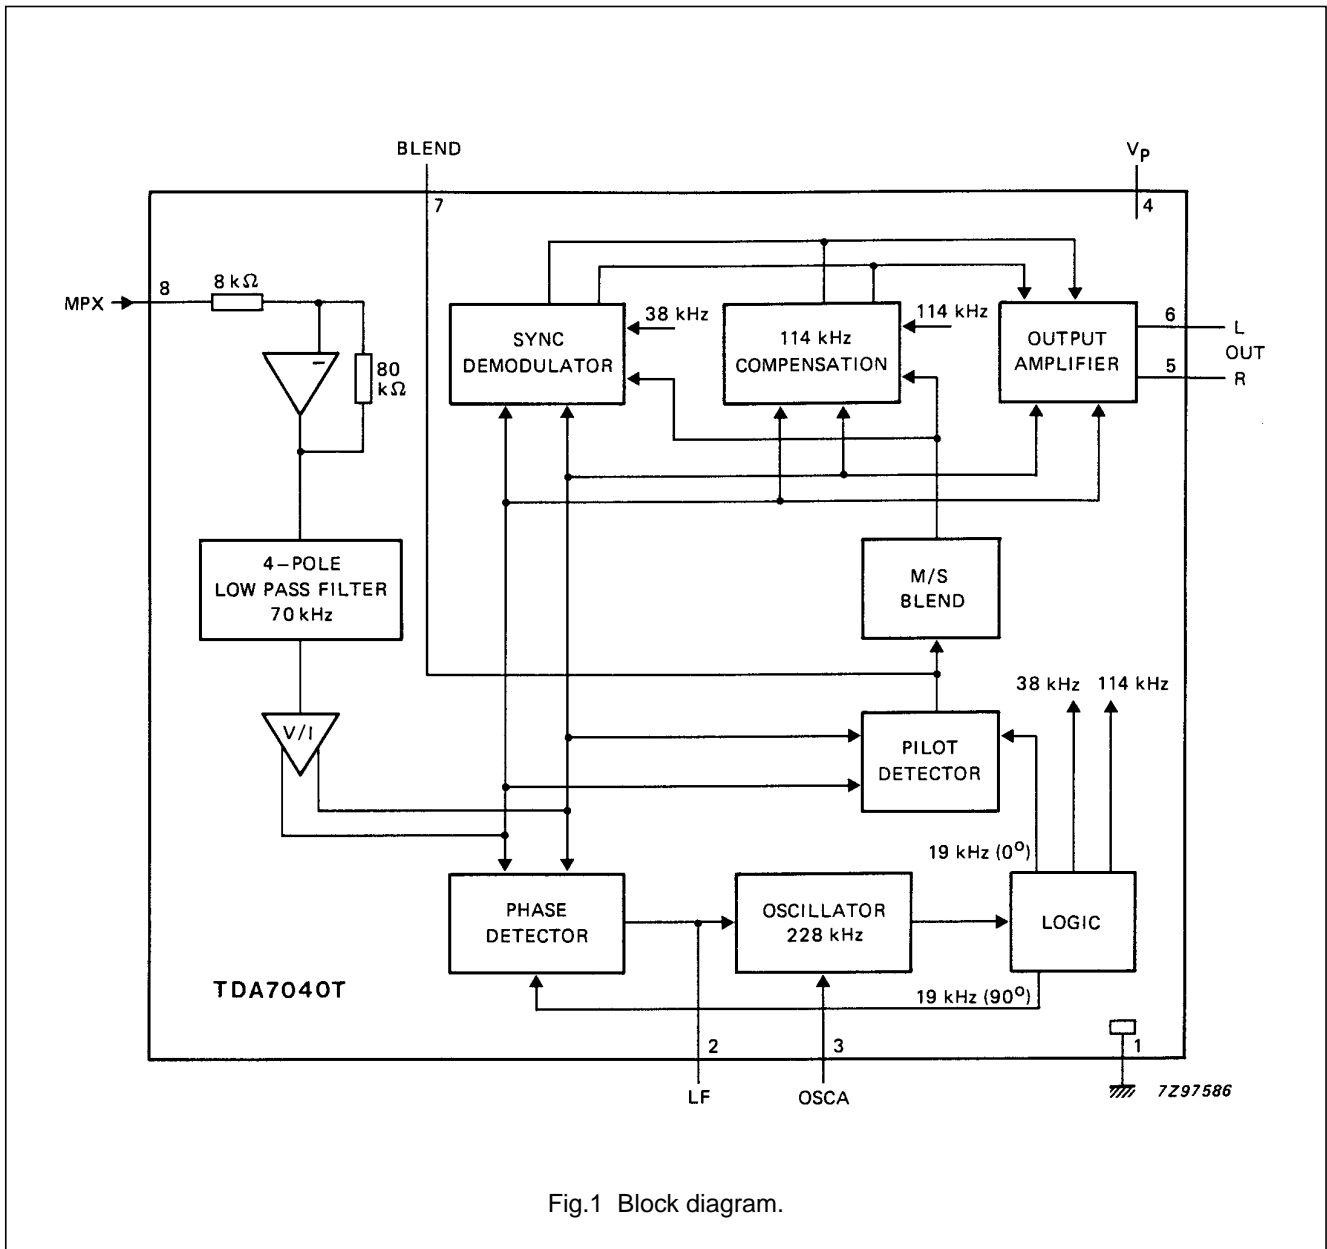 BLEND
V_P
7
4
8
8 kΩ
MPX
80
kΩ
SYNC
DEMODULATOR
38 kHz
114 kHz
COMPENSATION
114 kHz
OUTPUT
AMPLIFIER
6
L
OUT
5
R
4-POLE
LOW PASS FILTER
70 kHz
M/S
BLEND
38 kHz
114 kHz
V/I
PILOT
DETECTOR
19 kHz (0°)
PHASE
DETECTOR
OSCILLATOR
228 kHz
LOGIC
TDA7040T
19 kHz (90°)
2
3
1
LF
OSCA
7Z97586
Fig.1 Block diagram.